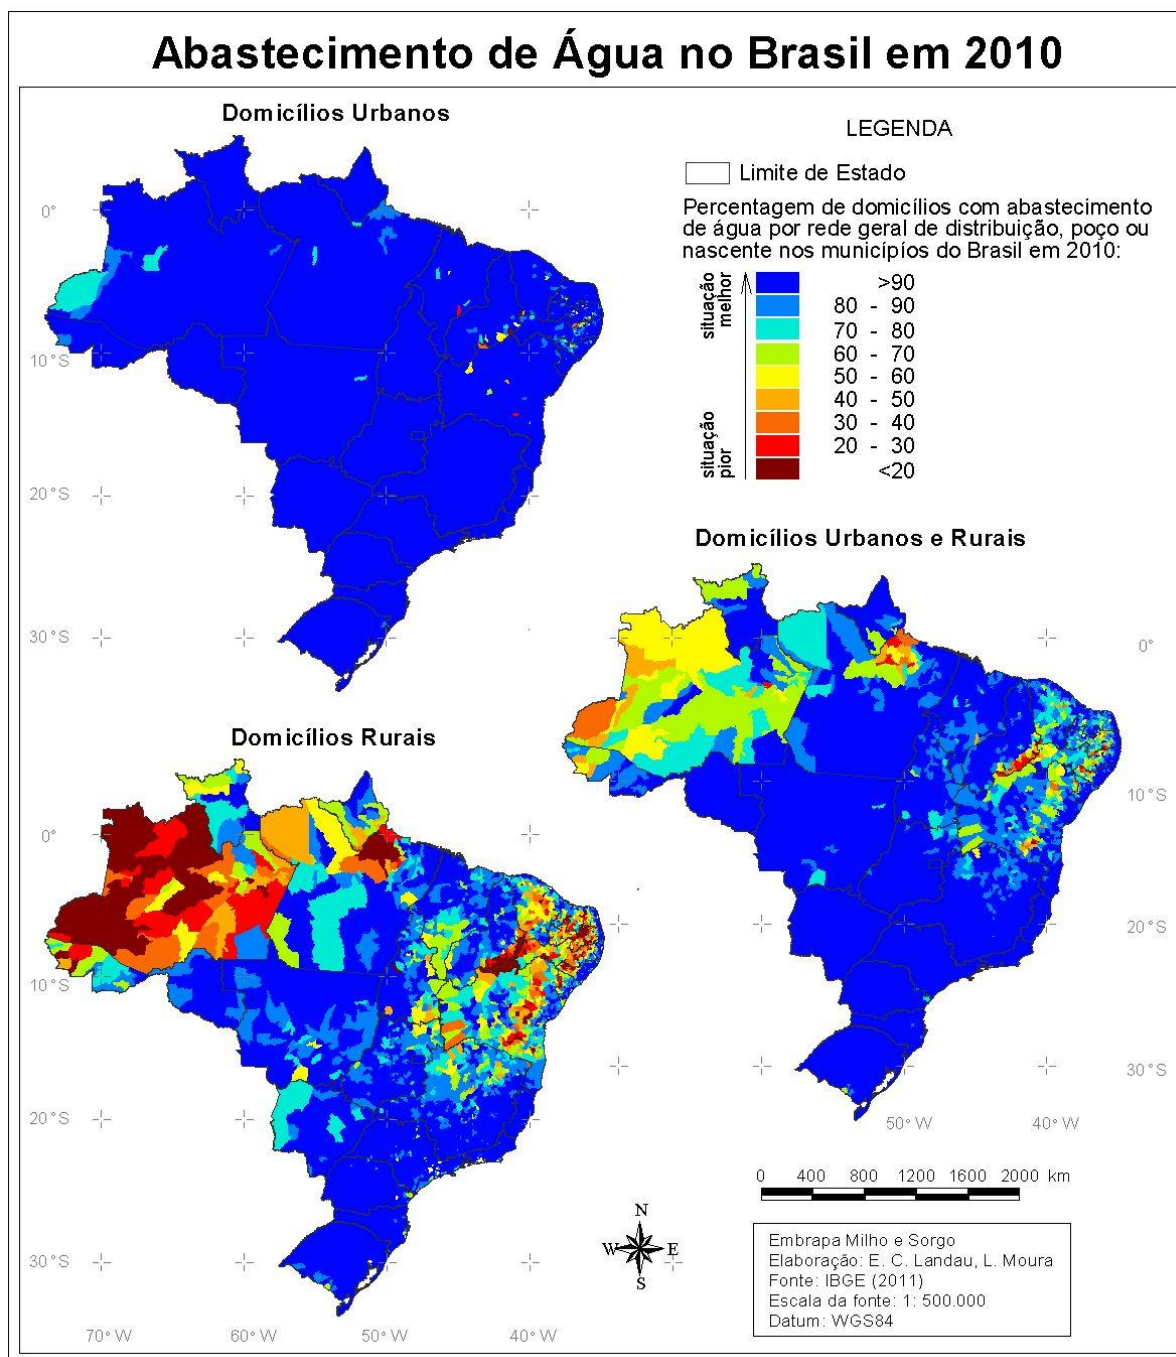 Abastecimento de Água no Brasil em 2010
Domicílios Urbanos
0°
10°S
20°S
30°S
LEGENDA
Limite de Estado
Percentagem de domicílios com abastecimento
de água por rede geral de distribuição, poço ou
nascente nos municípíos do Brasil em 2010:
situação
melhor
situação
pior
>90
80 - 90
70 - 80
60 - 70
50 - 60
40 - 50
30 - 40
20 - 30
<20
Domicílios Urbanos e Rurais
0°
10°S
20°S
30°S
50° W
40° W
Domicílios Rurais
0°
10°S
20°S
30°S
70° W
60° W
50° W
40° W
0 400 800 1200 1600 2000 km
N
W
E
S
Embrapa Milho e Sorgo
Elaboração: E. C. Landau, L. Moura
Fonte: IBGE (2011)
Escala da fonte: 1: 500.000
Datum: WGS84